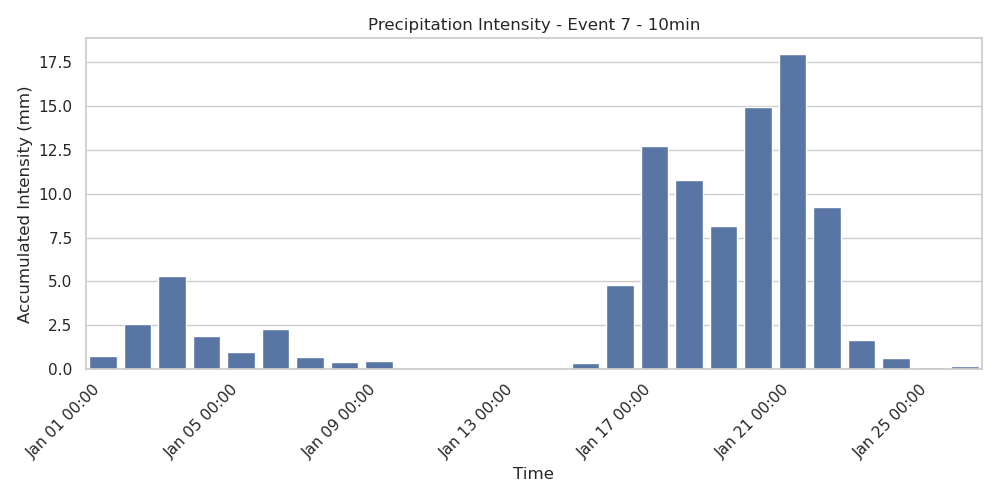 Precipitation Intensity - Event 7 - 10min
Accumulated Intensity (mm)
17.5
15.0
12.5
10.0
7.5
5.0
2.5
0.0
Jan 01 00:00
Jan 05 00:00
Jan 09 00:00
Jan 13 00:00
Jan 17 00:00
Jan 21 00:00
Jan 25 00:00
Time